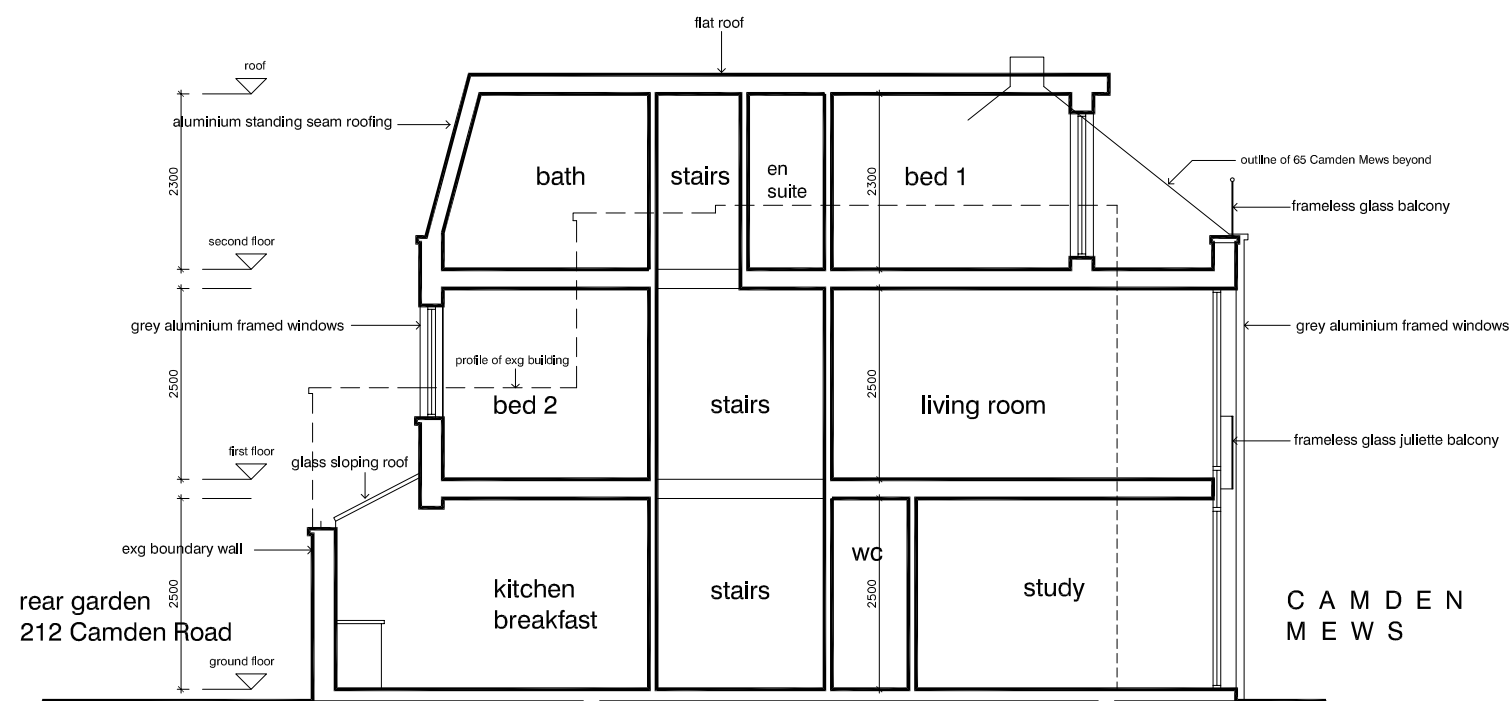 flat roof
roof
aluminium standing seam roofing
2300
bath
stairs
en
suite
2300
bed 1
outline of 65 Camden Mews beyond
frameless glass balcony
second floor
grey aluminium framed windows
grey aluminium framed windows
profile of exg building
2500
bed 2
stairs
2500
living room
frameless glass juliette balcony
first floor
glass sloping roof
exg boundary wall
wc
rear garden
212 Camden Road
2500
kitchen
breakfast
stairs
2500
study
CAMDEN
MEWS
ground floor